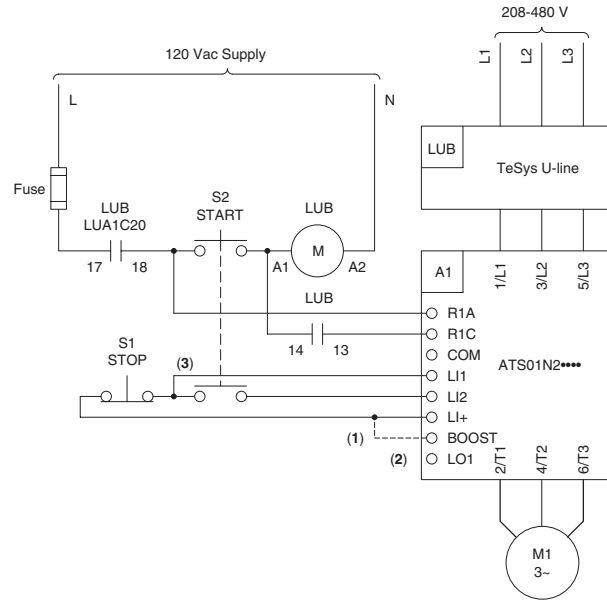 208-480 V
L1 L2 L3
120 Vac Supply
L N
LUB
TeSys U-line
Fuse
LUB
LUA1C20
17 18
S2
START
LUB
M
A1 A2
A1
1/L1 3/L2 5/L3
LUB
14 13
R1A
R1C
COM
LI1
LI2
LI+
BOOST
LO1
ATS01N2••••
S1
STOP
(3)
(1)
(2)
2/T1 4/T2 6/T3
M1
3~